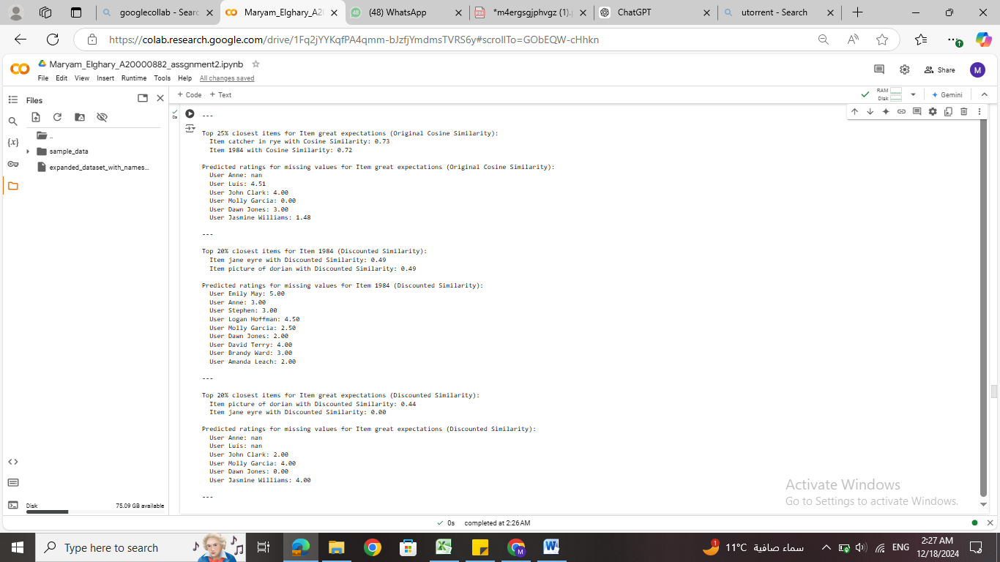 googlecollab - Searc
Maryam_Elghary_A2
(48) WhatsApp
*m4ergsgjphvgz (1).p
ChatGPT
utorrent - Search
https://colab.research.google.com/drive/1Fq2jYYKqfPA4qmm-bJzfjYmdmsTVRS6y#scrollTo=GObEQW-cHhkn
Maryam_Elghary_A20000882_assgnment2.ipynb
File Edit View Insert Runtime Tools Help All changes saved
Share
M
Files
+ Code + Text
RAM
Disk
Gemini
..
sample_data
expanded_dataset_with_names...
0s
---
Top 25% closest items for Item great expectations (Original Cosine Similarity):
Item catcher in rye with Cosine Similarity: 0.73
Item 1984 with Cosine Similarity: 0.72
Predicted ratings for missing values for Item great expectations (Original Cosine Similarity):
User Anne: nan
User Luis: 4.51
User John Clark: 4.00
User Molly Garcia: 0.00
User Dawn Jones: 3.00
User Jasmine Williams: 1.48
---
Top 20% closest items for Item 1984 (Discounted Similarity):
Item jane eyre with Discounted Similarity: 0.49
Item picture of dorian with Discounted Similarity: 0.49
Predicted ratings for missing values for Item 1984 (Discounted Similarity):
User Emily May: 5.00
User Anne: 3.00
User Stephen: 3.00
User Logan Hoffman: 4.50
User Molly Garcia: 2.50
User Dawn Jones: 2.00
User David Terry: 4.00
User Brandy Ward: 3.00
User Amanda Leach: 2.00
---
Top 20% closest items for Item great expectations (Discounted Similarity):
Item picture of dorian with Discounted Similarity: 0.44
Item jane eyre with Discounted Similarity: 0.00
Predicted ratings for missing values for Item great expectations (Discounted Similarity):
User Anne: nan
User Luis: nan
User John Clark: 2.00
User Molly Garcia: 4.00
User Dawn Jones: 0.00
User Jasmine Williams: 4.00
---
Activate Windows
Go to Settings to activate Windows.
Disk 75.09 GB available
0s completed at 2:26 AM
Type here to search
11°C سماء صافية
ENG
2:27 AM
12/18/2024